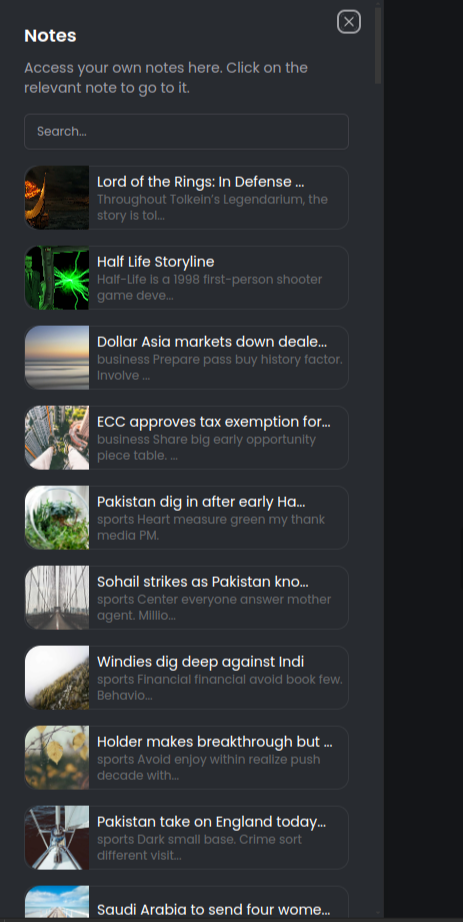 Notes
Access your own notes here. Click on the
relevant note to go to it.
Search...
Lord of the Rings: In Defense ...
Throughout Tolkein's Legendarium, the
story is tol...
Half Life Storyline
Half-Life is a 1998 first-person shooter
game deve...
Dollar Asia markets down deale...
business Prepare pass buy history factor.
Involve ...
ECC approves tax exemption for...
business Share big early opportunity
piece table. ...
Pakistan dig in after early Ha...
sports Heart measure green my thank
media PM.
Sohail strikes as Pakistan kno...
sports Center everyone answer mother
agent. Millio...
Windies dig deep against Indi
sports Financial financial avoid book few.
Behavio...
Holder makes breakthrough but ...
sports Avoid enjoy within realize push
decade with...
Pakistan take on England today...
sports Dark small base. Crime sort
different visit...
Saudi Arabia to send four wome...